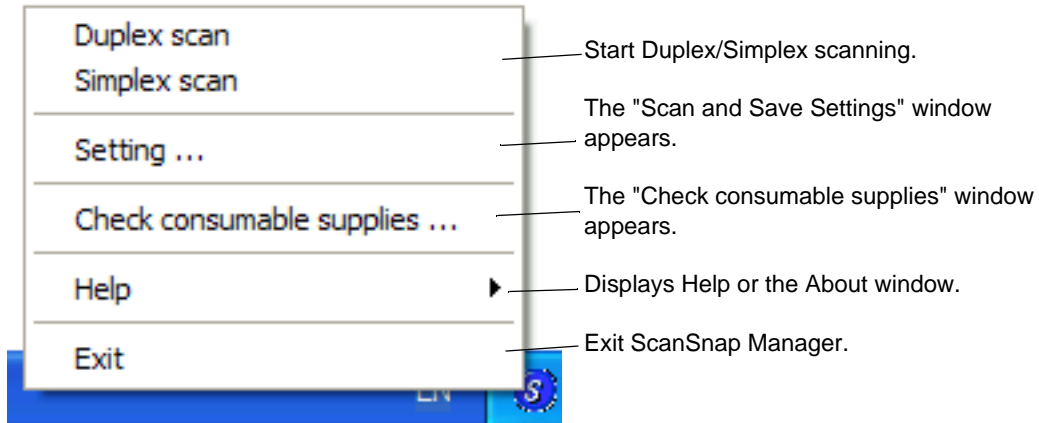 Duplex scan
Simplex scan
Start Duplex/Simplex scanning.
Setting ...
The "Scan and Save Settings" window
appears.
Check consumable supplies ...
The "Check consumable supplies" window
appears.
Help
Displays Help or the About window.
Exit
Exit ScanSnap Manager.
EN
S